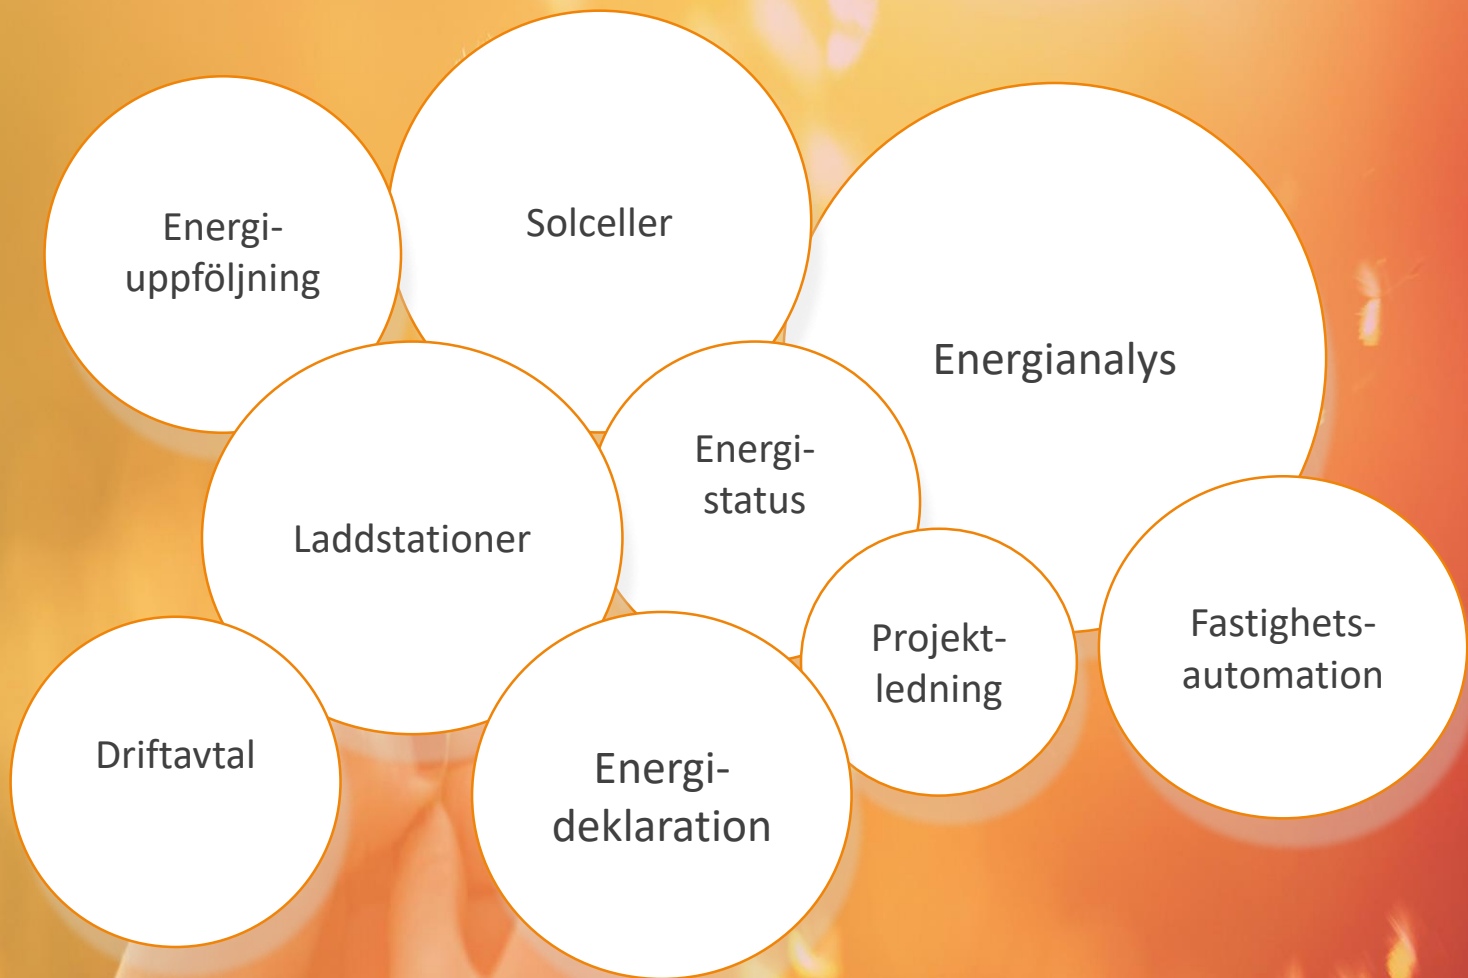 Energi-
uppföljning
Solceller
Energianalys
Energi-
status
Laddstationer
Projekt-
ledning
Fastighets-
automation
Driftavtal
Energi-
deklaration